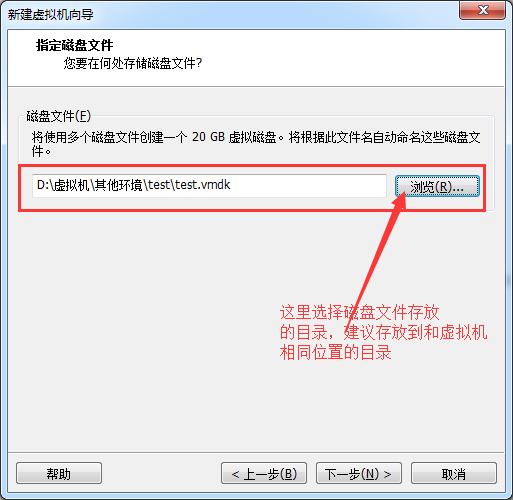 新建虚拟机向导
指定磁盘文件
您要在何处存储磁盘文件?
磁盘文件(F)
将使用多个磁盘文件创建一个 20 GB 虚拟磁盘。将根据此文件名自动命名这些磁盘文
件。
D:\虚拟机\其他环境\test\test.vmdk
浏览(R)...
这里选择磁盘文件存放
的目录，建议存放到和虚拟机
相同位置的目录
帮助
< 上一步(B)
下一步(N) >
取消